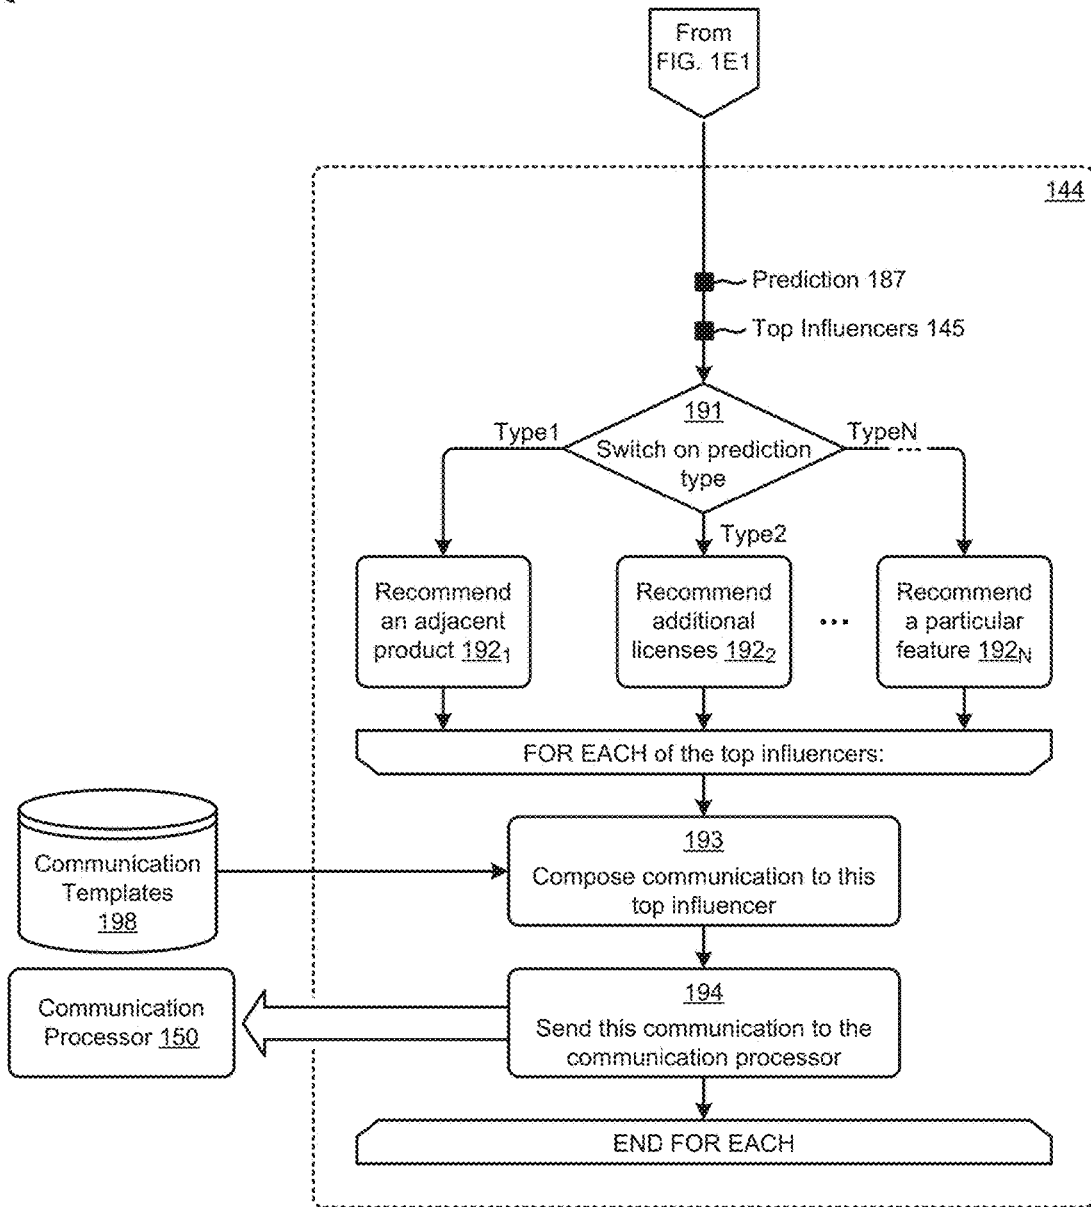 From
FIG. 1E1
144
Prediction 187
Top Influencers 145
191
Type1
TypeN
Switch on prediction
type
Type2
Recommend
an adjacent
product 192₁
Recommend
additional
licenses 192₂
...
Recommend
a particular
feature 192N
FOR EACH of the top influencers:
Communication
Templates
198
193
Compose communication to this
top influencer
Communication
Processor 150
194
Send this communication to the
communication processor
END FOR EACH